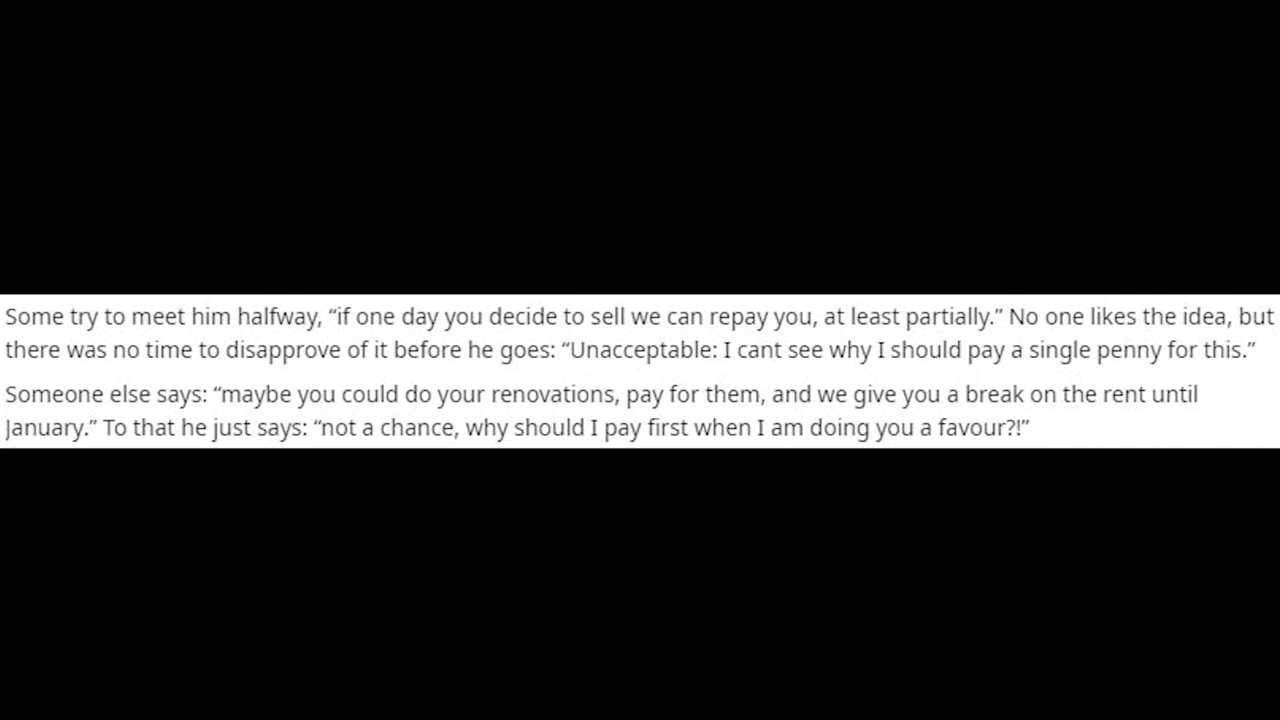 Some try to meet him halfway, “if one day you decide to sell we can repay you, at least partially.” No one likes the idea, but
there was no time to disapprove of it before he goes: “Unacceptable: I cant see why I should pay a single penny for this.”
Someone else says: “maybe you could do your renovations, pay for them, and we give you a break on the rent until
January.” To that he just says: “not a chance, why should I pay first when I am doing you a favour?!”